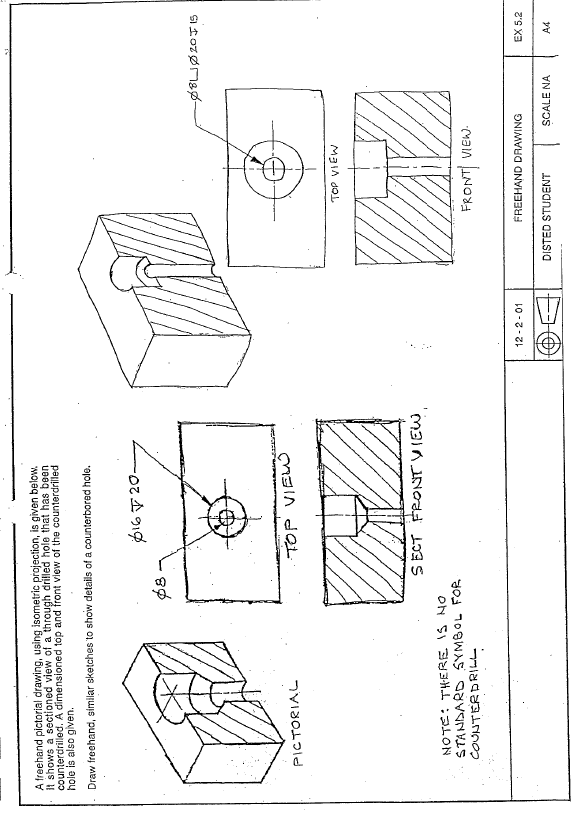 A freehand pictorial drawing, using isometric projection, is given below.
It shows a sectioned view of a through drilled hole that has been
counterdrilled. A dimensioned top and front view of the counterdrilled
hole is also given.
Draw freehand, similar sketches to show details of a counterbored hole.
PICTORIAL
Ø8
Ø16 ↧ 20
TOP VIEW
SECT FRONT VIEW
NOTE: THERE IS NO
STANDARD SYMBOL FOR
COUNTERDRILL
Ø8 ⌴ Ø20 ↧ 15
TOP VIEW
FRONT VIEW.
12 - 2 - 01
FREEHAND DRAWING
EX 5.2
DISTED STUDENT
SCALE NA
A4